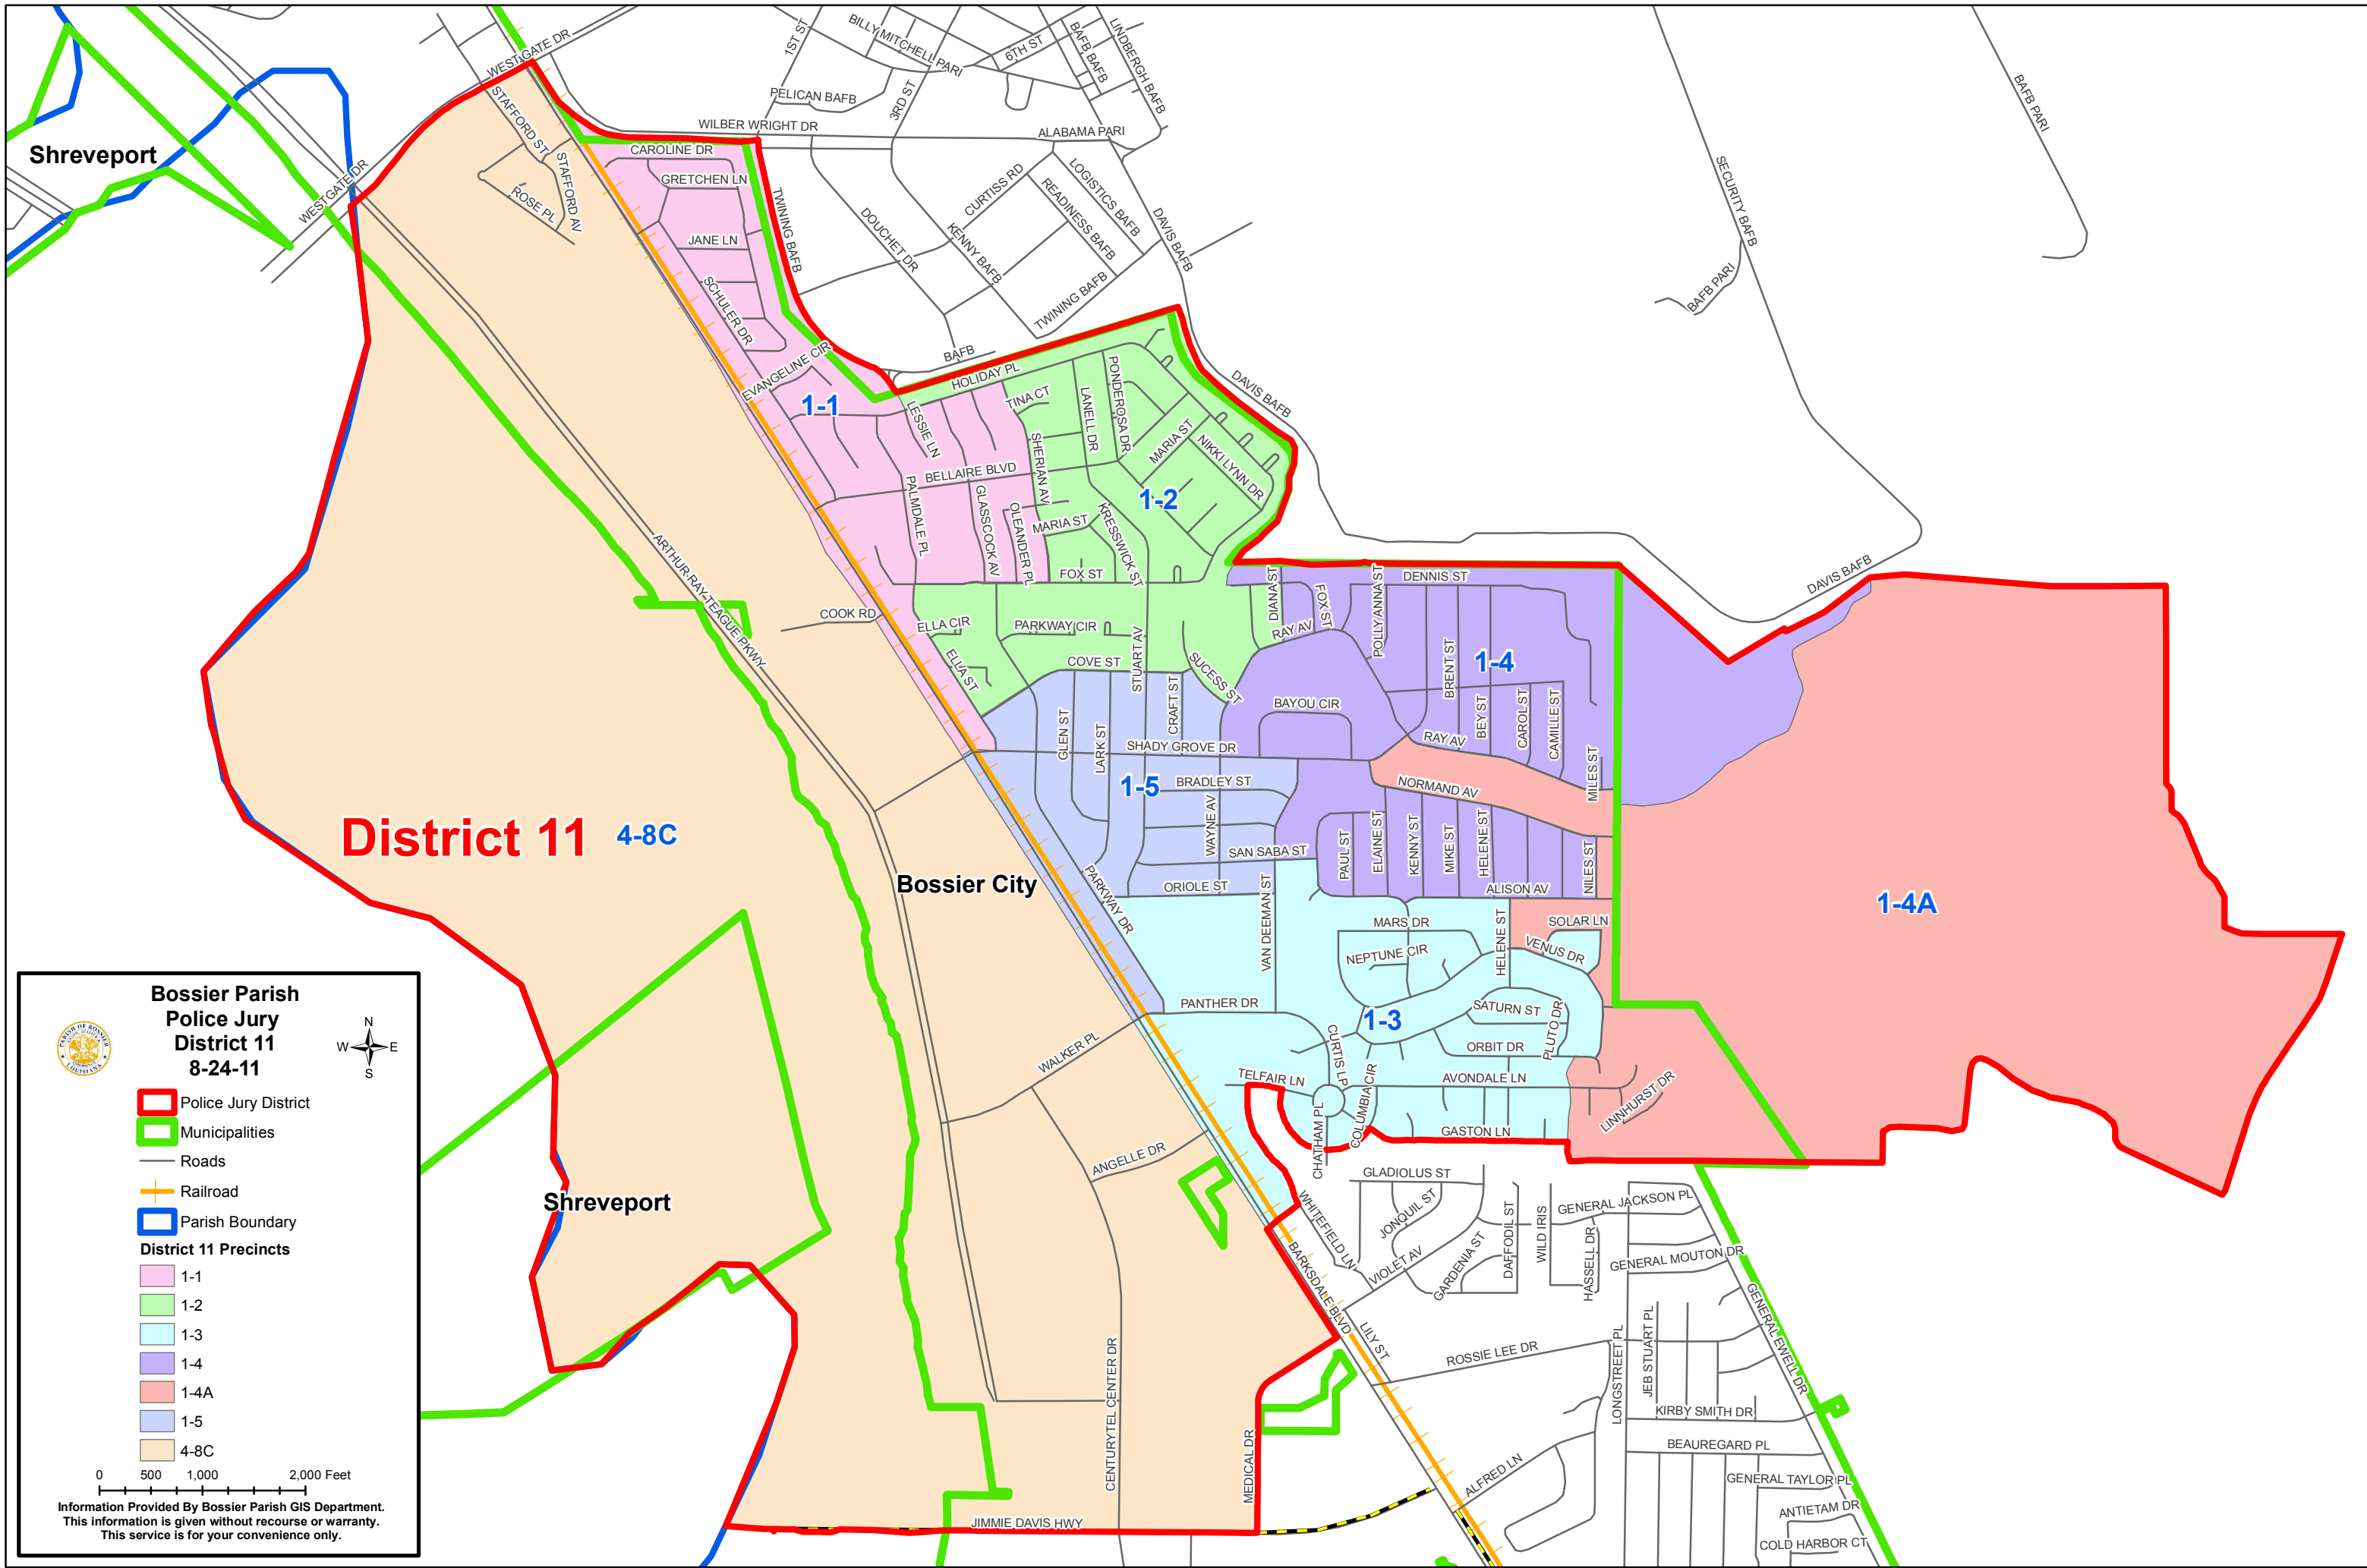 WEST GATE DR
1ST ST
BILLY MITCHELL PARI
6TH ST
BAFB BAFB
LINDBERGH BAFB
BAFB PARI
STAFFORD ST
PELICAN BAFB
3RD ST
WILBER WRIGHT DR
ALABAMA PARI
Shreveport
CAROLINE DR
STAFFORD AV
WEST GATE DR
GRETCHEN LN
CURTISS RD
LOGISTICS BAFB
READINESS BAFB
SECURITY BAFB
ROSE PL
TWINING BAFB
DOUCHET DR
KENNY BAFB
DAVIS BAFB
JANE LN
TWINING BAFB
BAFB PARI
SCHULER DR
EVANGELINE CIR
BAFB
HOLIDAY PL
PONDEROSA DR
DAVIS BAFB
1-1
LESSIE LN
TINA CT
LANELL DR
MARIA ST
NIKKI LYNN DR
SHERIAN AV
BELLAIRE BLVD
1-2
PALMDALE PL
GLASSCOCK AV
OLEANDER PL
MARIA ST
KRESSWICK ST
ARTHUR RAY TEAGUE PKWY
FOX ST
DIANA ST
FOX ST
POLLY ANNA ST
DENNIS ST
DAVIS BAFB
COOK RD
ELLA CIR
PARKWAY CIR
RAY AV
ELLA ST
COVE ST
STUART AV
SUCESS ST
BRENT ST
1-4
CRAFT ST
BAYOU CIR
BEY ST
CAROL ST
CAMILLE ST
GLEN ST
LARK ST
SHADY GROVE DR
RAY AV
MILES ST
1-5
BRADLEY ST
NORMAND AV
District 11
4-8C
WAYNE AV
PAUL ST
ELAINE ST
KENNY ST
MIKE ST
HELENE ST
NILES ST
SAN SABA ST
Bossier City
PARKWAY DR
ORIOLE ST
ALISON AV
1-4A
VAN DEEMAN ST
MARS DR
HELENE ST
SOLAR LN
NEPTUNE CIR
VENUS DR
PANTHER DR
SATURN ST
1-3
PLUTO DR
WALKER PL
CURTIS LP
ORBIT DR
TELFAIR LN
COLUMBIA CIR
AVONDALE LN
LINNHURST DR
CHATHAM PL
GASTON LN
ANGELLE DR
GLADIOLUS ST
Shreveport
WHITEFIELD LN
JONQUIL ST
DAFFODIL ST
WILD IRIS
GENERAL JACKSON PL
BARKSDALE BLVD
VIOLET AV
GARDENIA ST
HASSELL DR
GENERAL MOUTON DR
GENERAL EWELL DR
LILY ST
ROSSIE LEE DR
LONGSTREET PL
JEB STUART PL
CENTURYTEL CENTER DR
MEDICAL DR
KIRBY SMITH DR
BEAUREGARD PL
ALFRED LN
GENERAL TAYLOR PL
ANTIETAM DR
JIMMIE DAVIS HWY
COLD HARBOR CT
Bossier Parish
Police Jury
District 11
8-24-11
N
W E
S
Police Jury District
Municipalities
Roads
Railroad
Parish Boundary
District 11 Precincts
1-1
1-2
1-3
1-4
1-4A
1-5
4-8C
0 500 1,000 2,000 Feet
Information Provided By Bossier Parish GIS Department.
This information is given without recourse or warranty.
This service is for your convenience only.